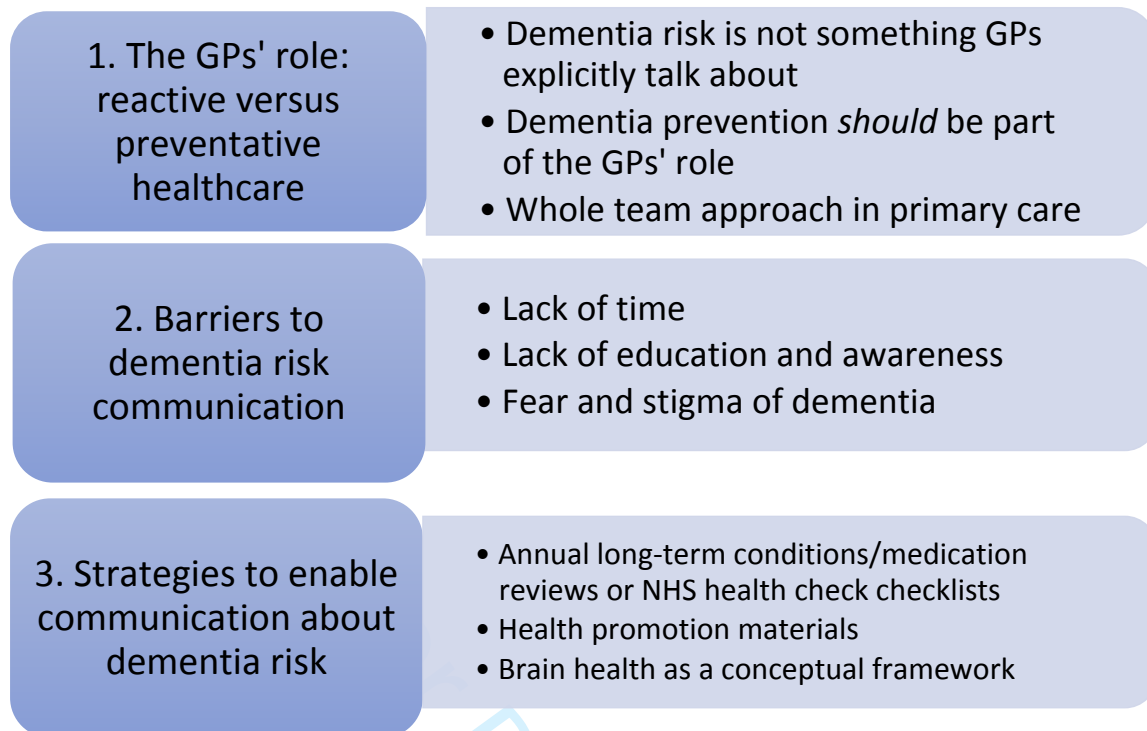 1. The GPs' role:
reactive versus
preventative
healthcare
• Dementia risk is not something GPs
explicitly talk about
• Dementia prevention should be part
of the GPs' role
• Whole team approach in primary care
2. Barriers to
dementia risk
communication
• Lack of time
• Lack of education and awareness
• Fear and stigma of dementia
3. Strategies to enable
communication about
dementia risk
• Annual long-term conditions/medication
reviews or NHS health check checklists
• Health promotion materials
• Brain health as a conceptual framework